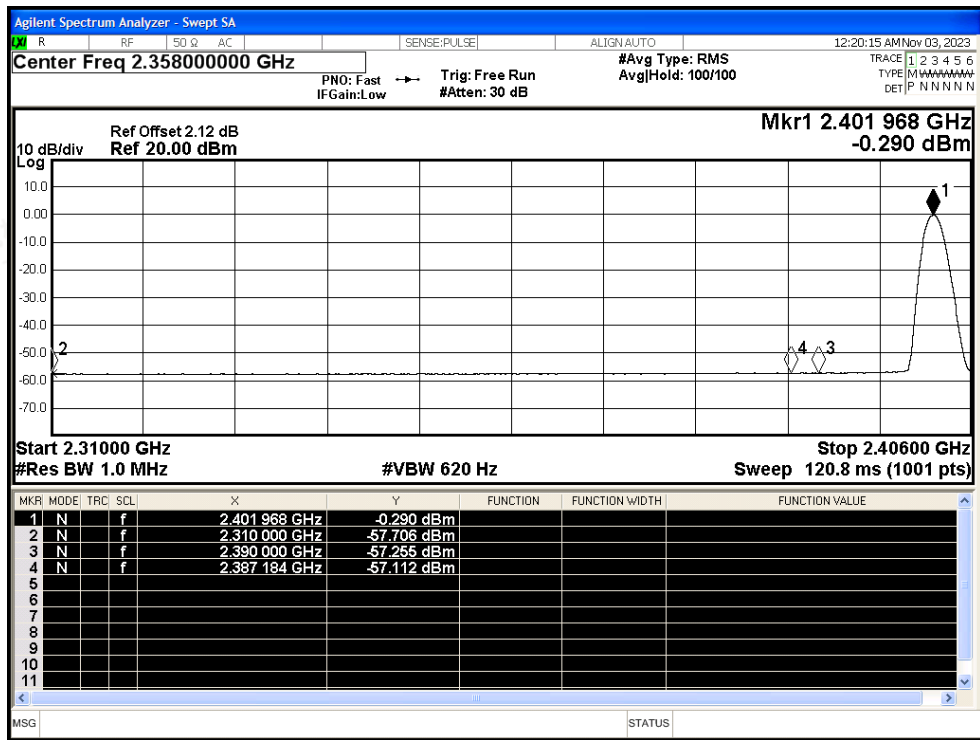 Agilent Spectrum Analyzer - Swept SA
LXI R RF 50 Ω AC SENSE:PULSE ALIGN AUTO 12:20:15 AM Nov 03, 2023
Center Freq 2.358000000 GHz
PNO: Fast
IFGain:Low
Trig: Free Run
#Atten: 30 dB
#Avg Type: RMS
Avg|Hold: 100/100
TRACE 1 2 3 4 5 6
TYPE M WWWWW
DET P N N N N N
Mkr1 2.401 968 GHz
-0.290 dBm
Ref Offset 2.12 dB
10 dB/div Ref 20.00 dBm
Log
10.0
0.00
-10.0
-20.0
-30.0
-40.0
-50.0
-60.0
-70.0
1
2
4 3
Start 2.31000 GHz Stop 2.40600 GHz
#Res BW 1.0 MHz #VBW 620 Hz Sweep 120.8 ms (1001 pts)
MKR MODE TRC SCL X Y FUNCTION FUNCTION WIDTH FUNCTION VALUE
1 N f 2.401 968 GHz -0.290 dBm
2 N f 2.310 000 GHz -57.706 dBm
3 N f 2.390 000 GHz -57.255 dBm
4 N f 2.387 184 GHz -57.112 dBm
5
6
7
8
9
10
11
MSG STATUS